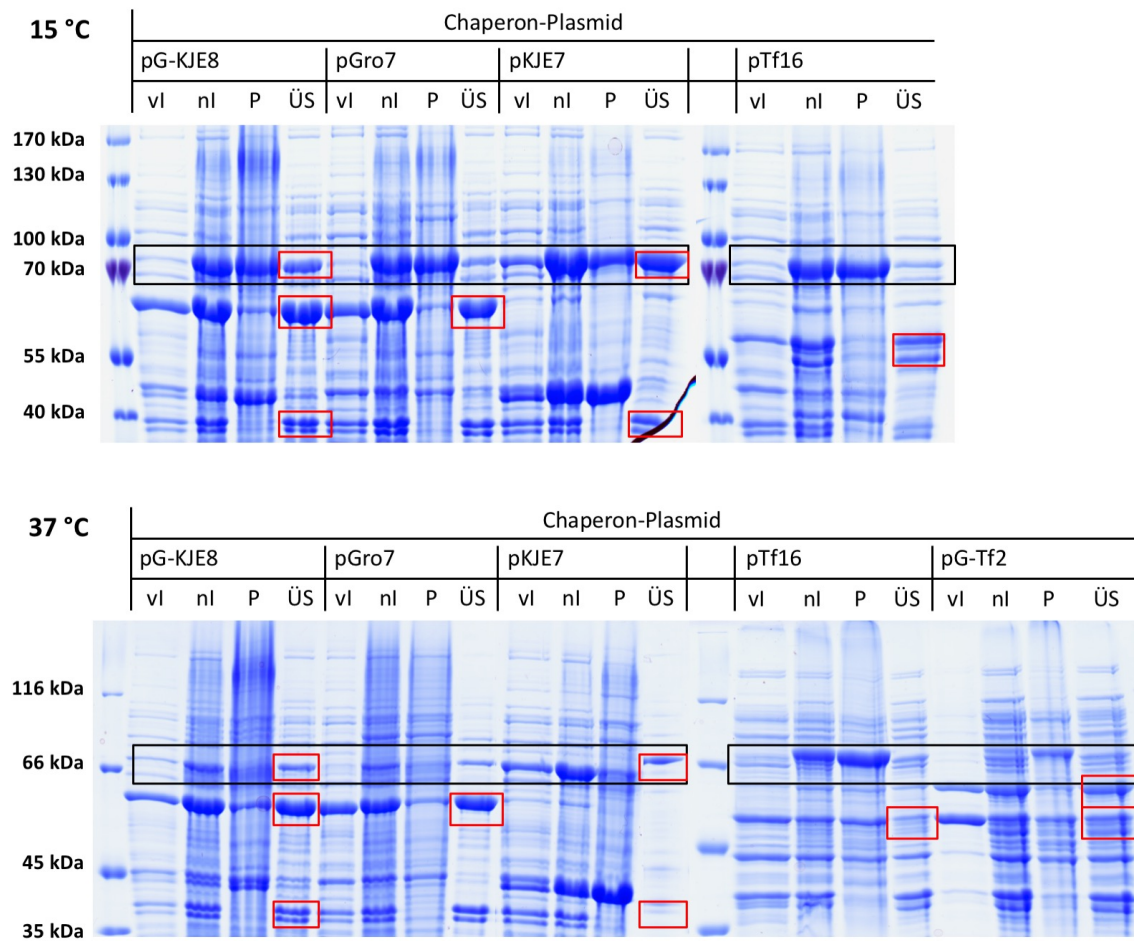 15 °C
Chaperon-Plasmid
pG-KJE8 pGro7 pKJE7 pTf16
vI nI P ÜS vI nI P ÜS vI nI P ÜS vI nI P ÜS
170 kDa
130 kDa
100 kDa
70 kDa
55 kDa
40 kDa
37 °C
Chaperon-Plasmid
pG-KJE8 pGro7 pKJE7 pTf16 pG-Tf2
vI nI P ÜS vI nI P ÜS vI nI P ÜS vI nI P ÜS vI nI P ÜS
116 kDa
66 kDa
45 kDa
35 kDa